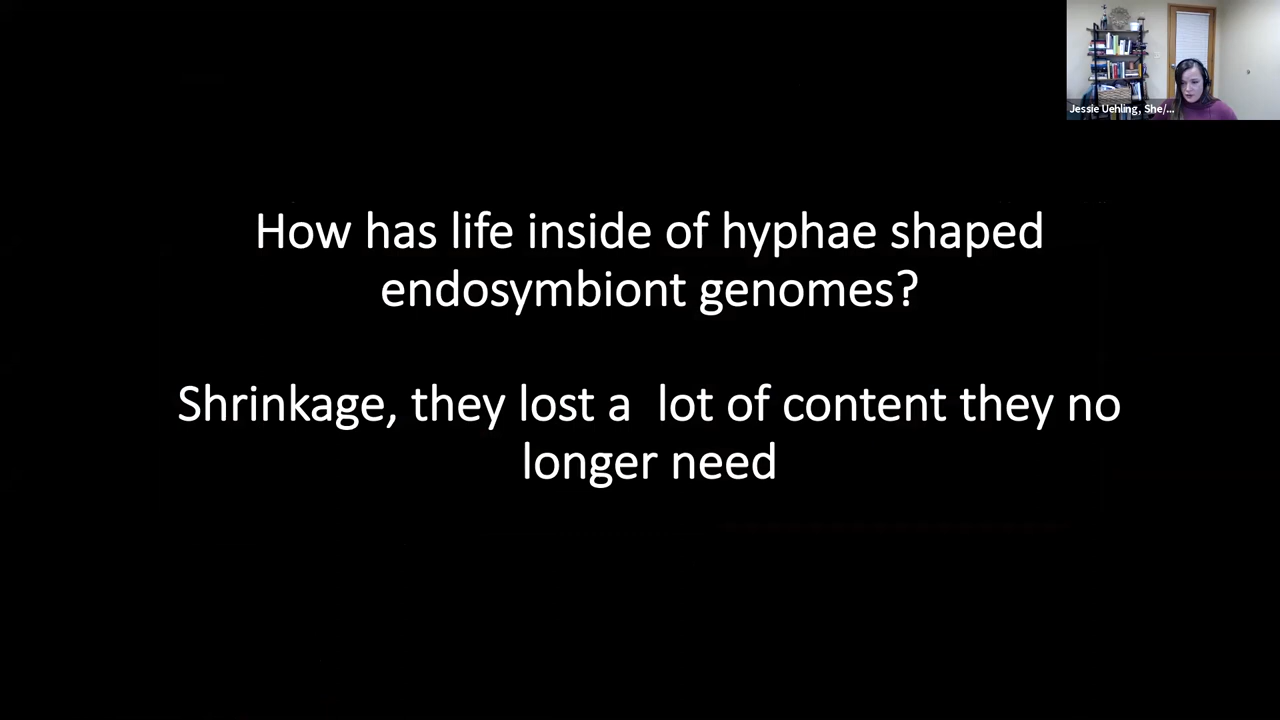 Jessie Uehling, She/...
How has life inside of hyphae shaped
endosymbiont genomes?
Shrinkage, they lost a  lot of content they no
longer need